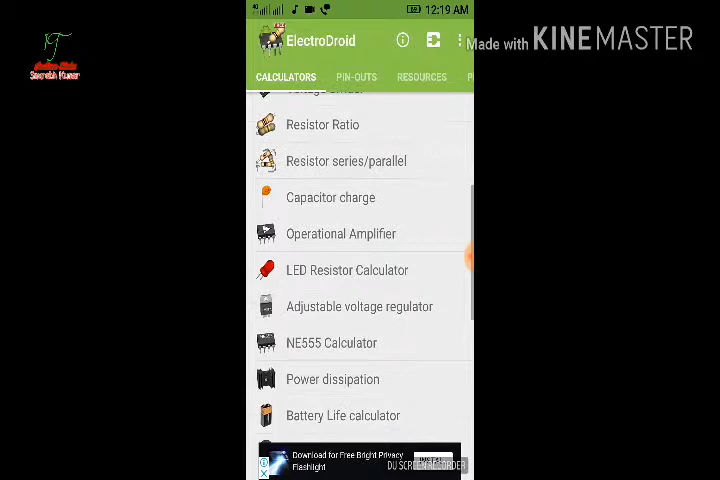 4G
12:19 AM
ElectroDroid
Made with KINEMASTER
CALCULATORS PIN-OUTS RESOURCES
Resistor Ratio
Resistor series/parallel
Capacitor charge
Operational Amplifier
LED Resistor Calculator
Adjustable voltage regulator
NE555 Calculator
Power dissipation
Battery Life calculator
Download for Free Bright Privacy
Flashlight
DU SCREEN RECORDER